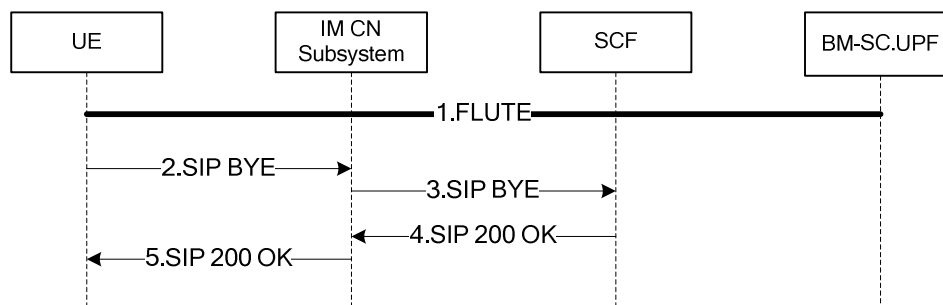 UE
IM CN
Subsystem
SCF
BM-SC.UPF
1.FLUTE
2.SIP BYE
3.SIP BYE
4.SIP 200 OK
5.SIP 200 OK